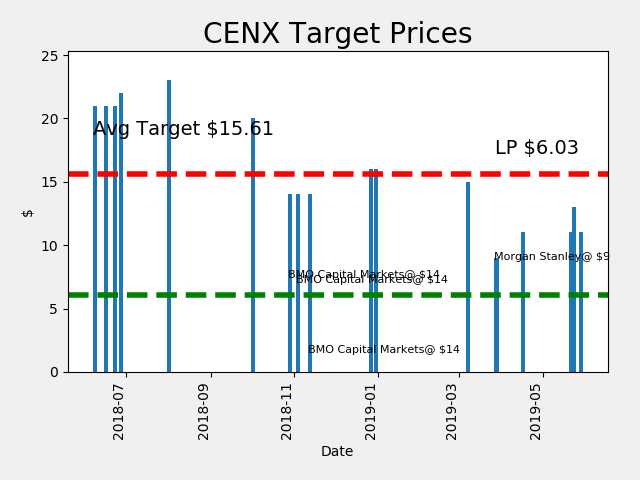 CENX Target Prices
25
20
15
10
5
0
$
Avg Target $15.61
LP $6.03
Morgan Stanley@ $9
BMO Capital Markets@ $14
BMO Capital Markets@ $14
BMO Capital Markets@ $14
2018-07
2018-09
2018-11
2019-01
2019-03
2019-05
Date